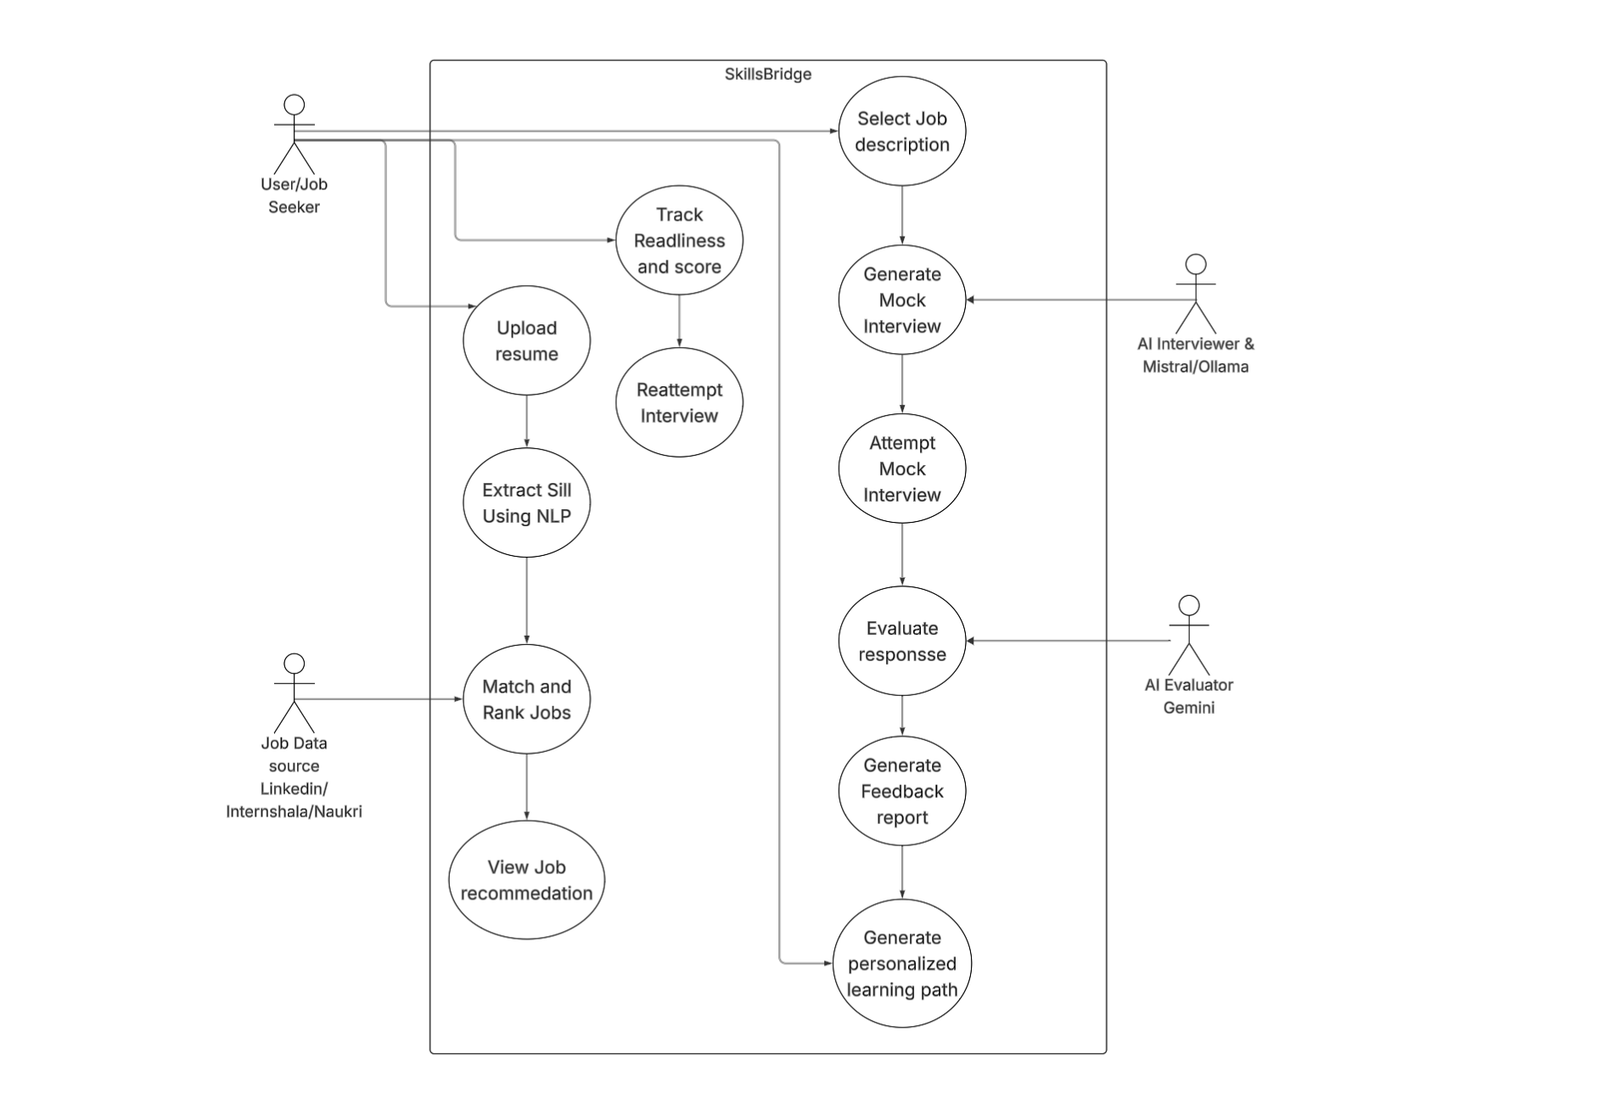 SkillsBridge
User/Job
Seeker
Select Job
description
Track
Readliness
and score
Generate
Mock
Interview
AI Interviewer &
Mistral/Ollama
Upload
resume
Reattempt
Interview
Attempt
Mock
Interview
Extract Sill
Using NLP
Evaluate
responsse
AI Evaluator
Gemini
Match and
Rank Jobs
Job Data
source
Linkedin/
Internshala/Naukri
Generate
Feedback
report
View Job
recommedation
Generate
personalized
learning path